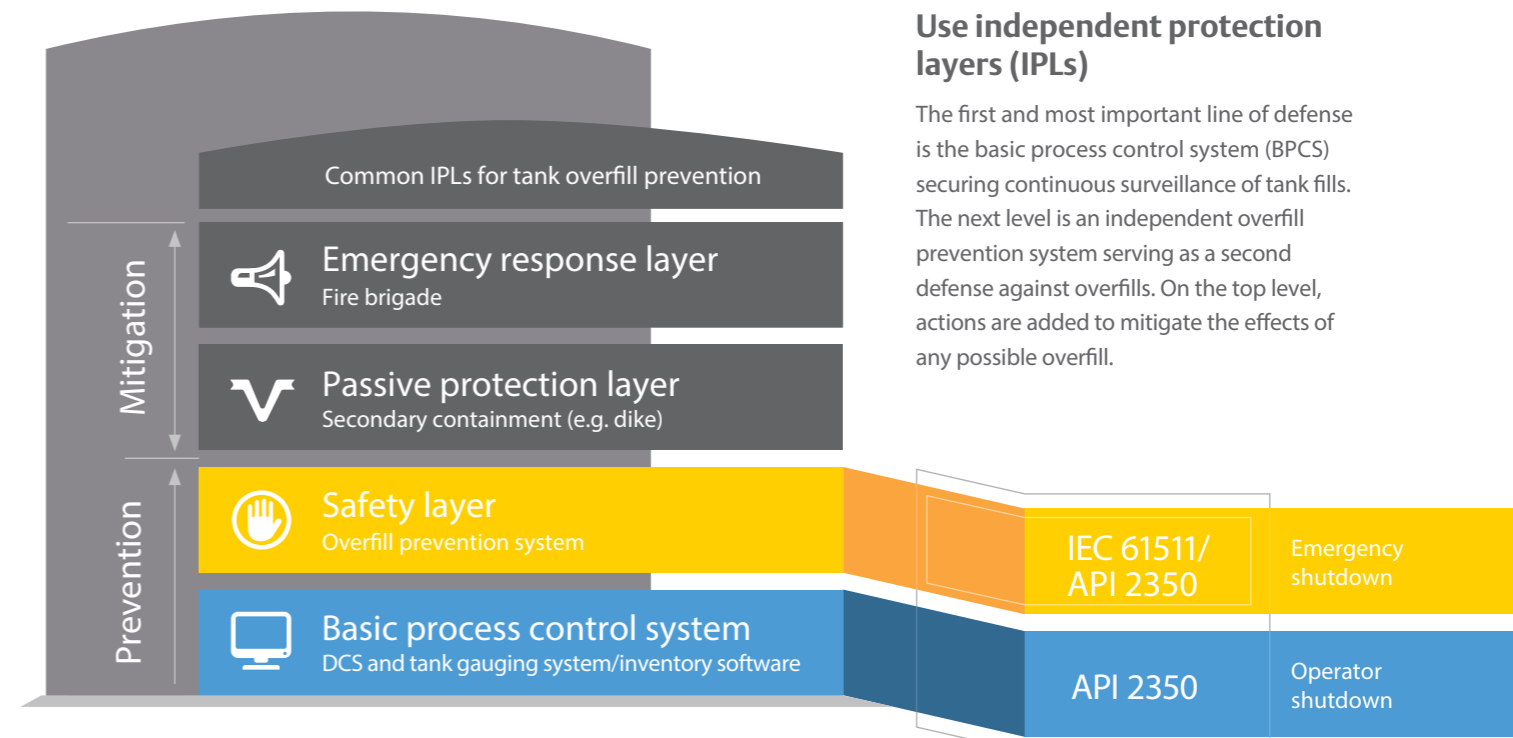 Use independent protection
layers (IPLs)
The first and most important line of defense
is the basic process control system (BPCS)
securing continuous surveillance of tank fills.
The next level is an independent overfill
prevention system serving as a second
defense against overfills. On the top level,
actions are added to mitigate the effects of
any possible overfill.
Common IPLs for tank overfill prevention
Mitigation
Emergency response layer
Fire brigade
Passive protection layer
Secondary containment (e.g. dike)
Prevention
Safety layer
Overfill prevention system
IEC 61511/
API 2350
Emergency
shutdown
Basic process control system
DCS and tank gauging system/inventory software
API 2350
Operator
shutdown